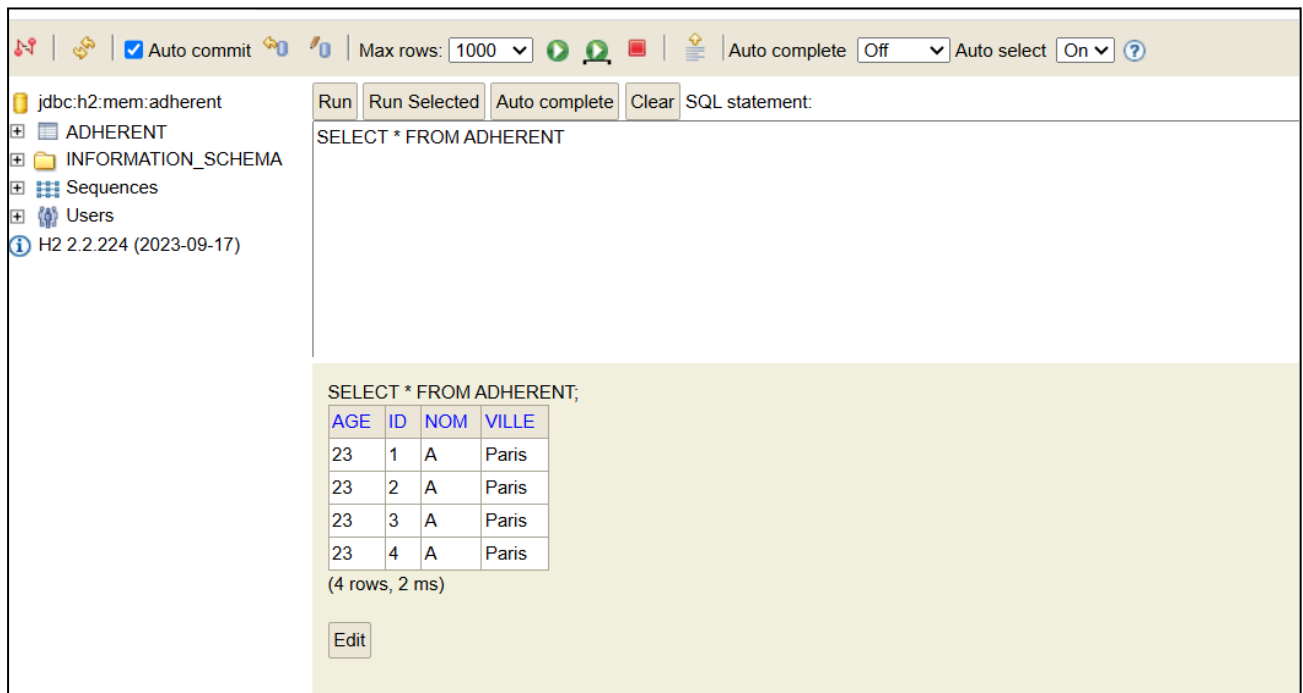 Auto commit Max rows: 1000 Auto complete Off Auto select On ?
jdbc:h2:mem:adherent
ADHERENT
INFORMATION_SCHEMA
Sequences
Users
H2 2.2.224 (2023-09-17)
Run Run Selected Auto complete Clear SQL statement:
SELECT * FROM ADHERENT
SELECT * FROM ADHERENT;
AGE ID NOM VILLE
23 1 A Paris
23 2 A Paris
23 3 A Paris
23 4 A Paris
(4 rows, 2 ms)
Edit